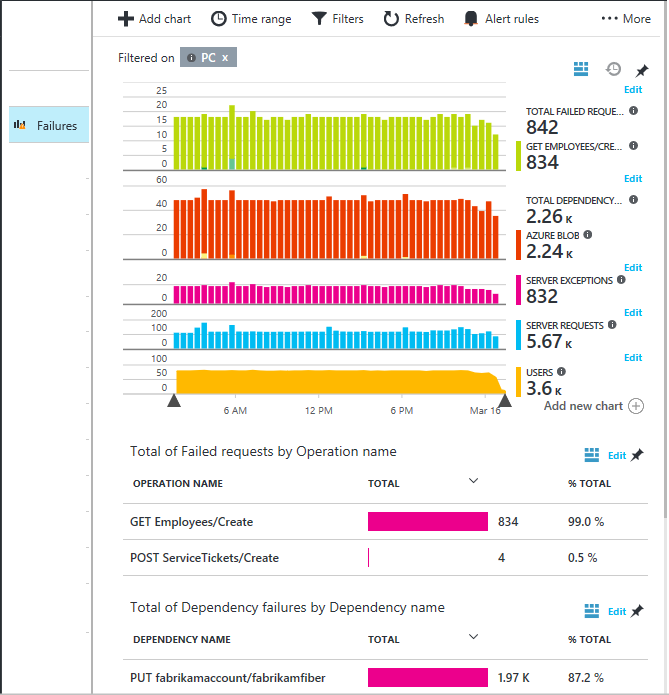 Add chart Time range Filters Refresh Alert rules ... More
Filtered on PC x
Failures
Edit
25
20
15
10
5
0
TOTAL FAILED REQUE...
842
GET EMPLOYEES/CRE...
834
Edit
60
40
20
0
TOTAL DEPENDENCY...
2.26 K
AZURE BLOB
2.24 K
Edit
20
0
SERVER EXCEPTIONS
832
Edit
200
100
0
SERVER REQUESTS
5.67 K
Edit
100
50
0
USERS
3.6 K
6 AM 12 PM 6 PM Mar 16
Add new chart
Total of Failed requests by Operation name Edit
OPERATION NAME TOTAL % TOTAL
GET Employees/Create 834 99.0 %
POST ServiceTickets/Create 4 0.5 %
Total of Dependency failures by Dependency name Edit
DEPENDENCY NAME TOTAL % TOTAL
PUT fabrikamaccount/fabrikamfiber 1.97 K 87.2 %